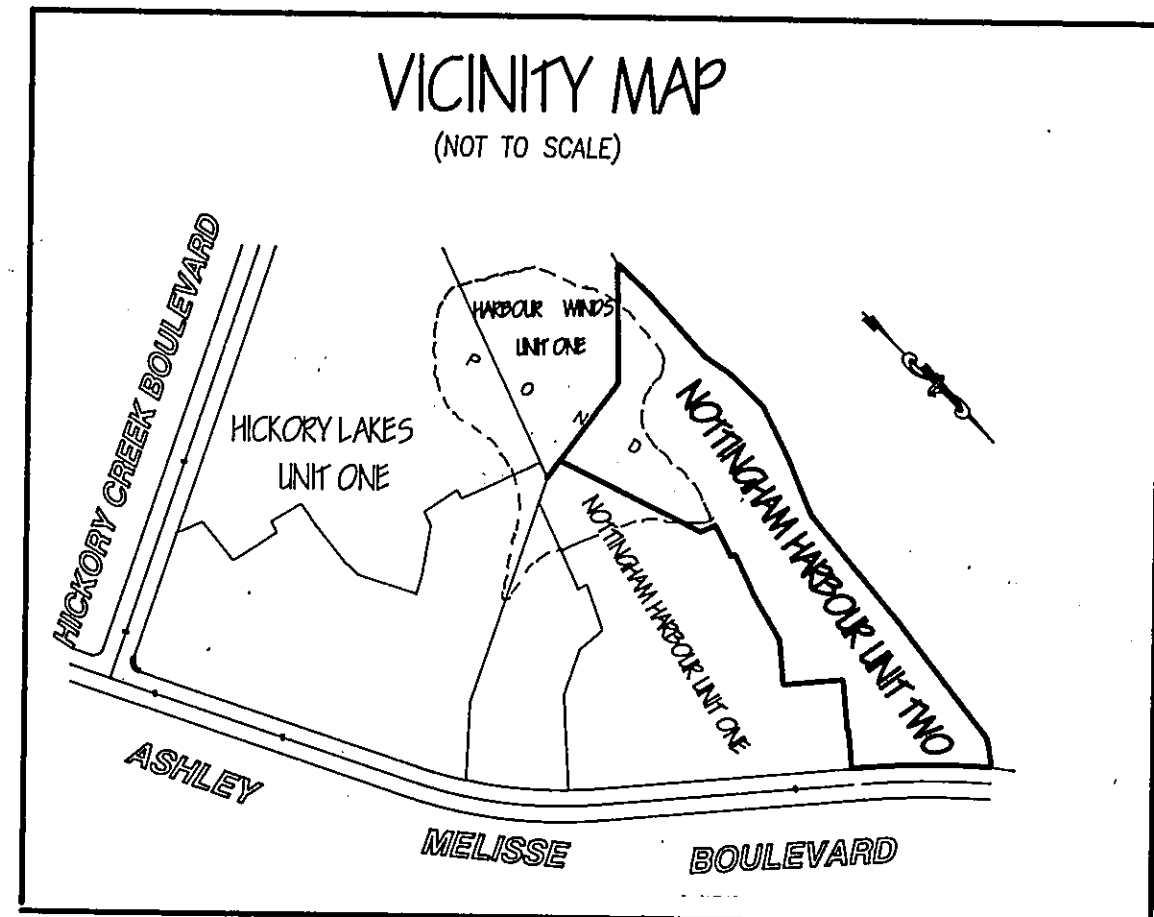 VICINITY MAP
(NOT TO SCALE)
HICKORY CREEK BOULEVARD
HARBOUR WINDS
UNIT ONE
POND
HICKORY LAKES
UNIT ONE
NOTTINGHAM HARBOUR UNIT TWO
NOTTINGHAM HARBOUR UNIT ONE
ASHLEY MELISSE BOULEVARD